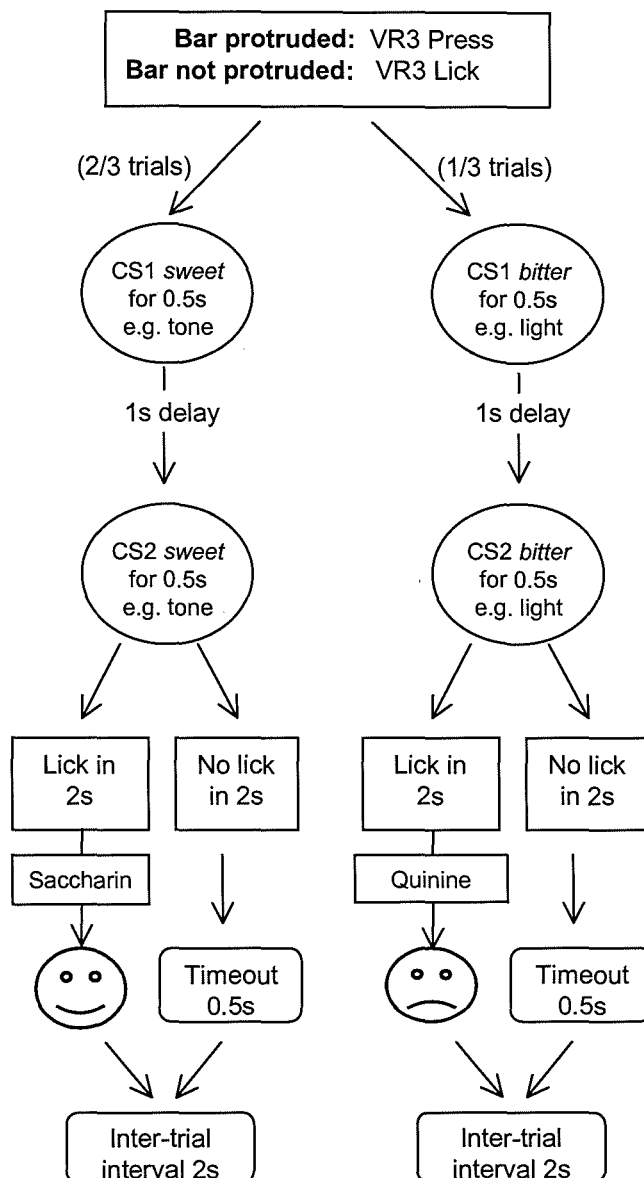 Bar protruded: VR3 Press
Bar not protruded: VR3 Lick
(2/3 trials)
(1/3 trials)
CS1 sweet
for 0.5s
e.g. tone
CS1 bitter
for 0.5s
e.g. light
1s delay
1s delay
CS2 sweet
for 0.5s
e.g. tone
CS2 bitter
for 0.5s
e.g. light
Lick in
2s
No lick
in 2s
Lick in
2s
No lick
in 2s
Saccharin
Quinine
Timeout
0.5s
Timeout
0.5s
Inter-trial
interval 2s
Inter-trial
interval 2s